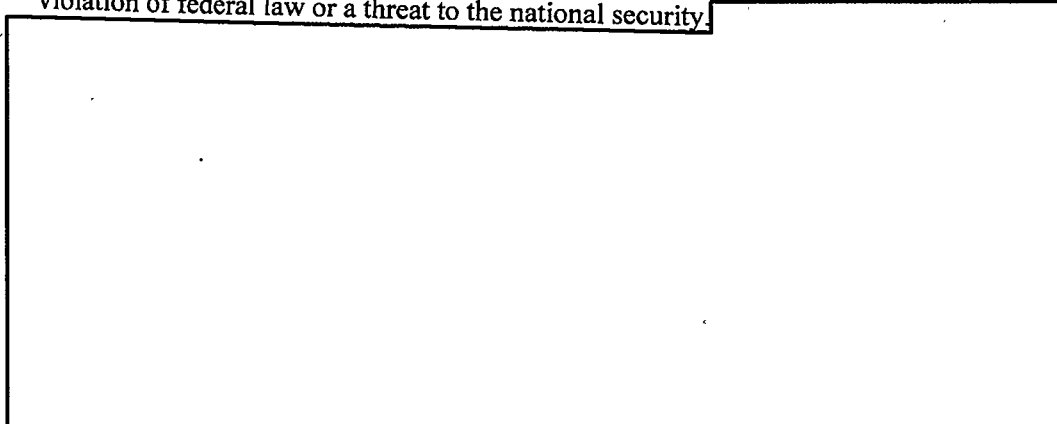 violation of federal law or a threat to the national security.